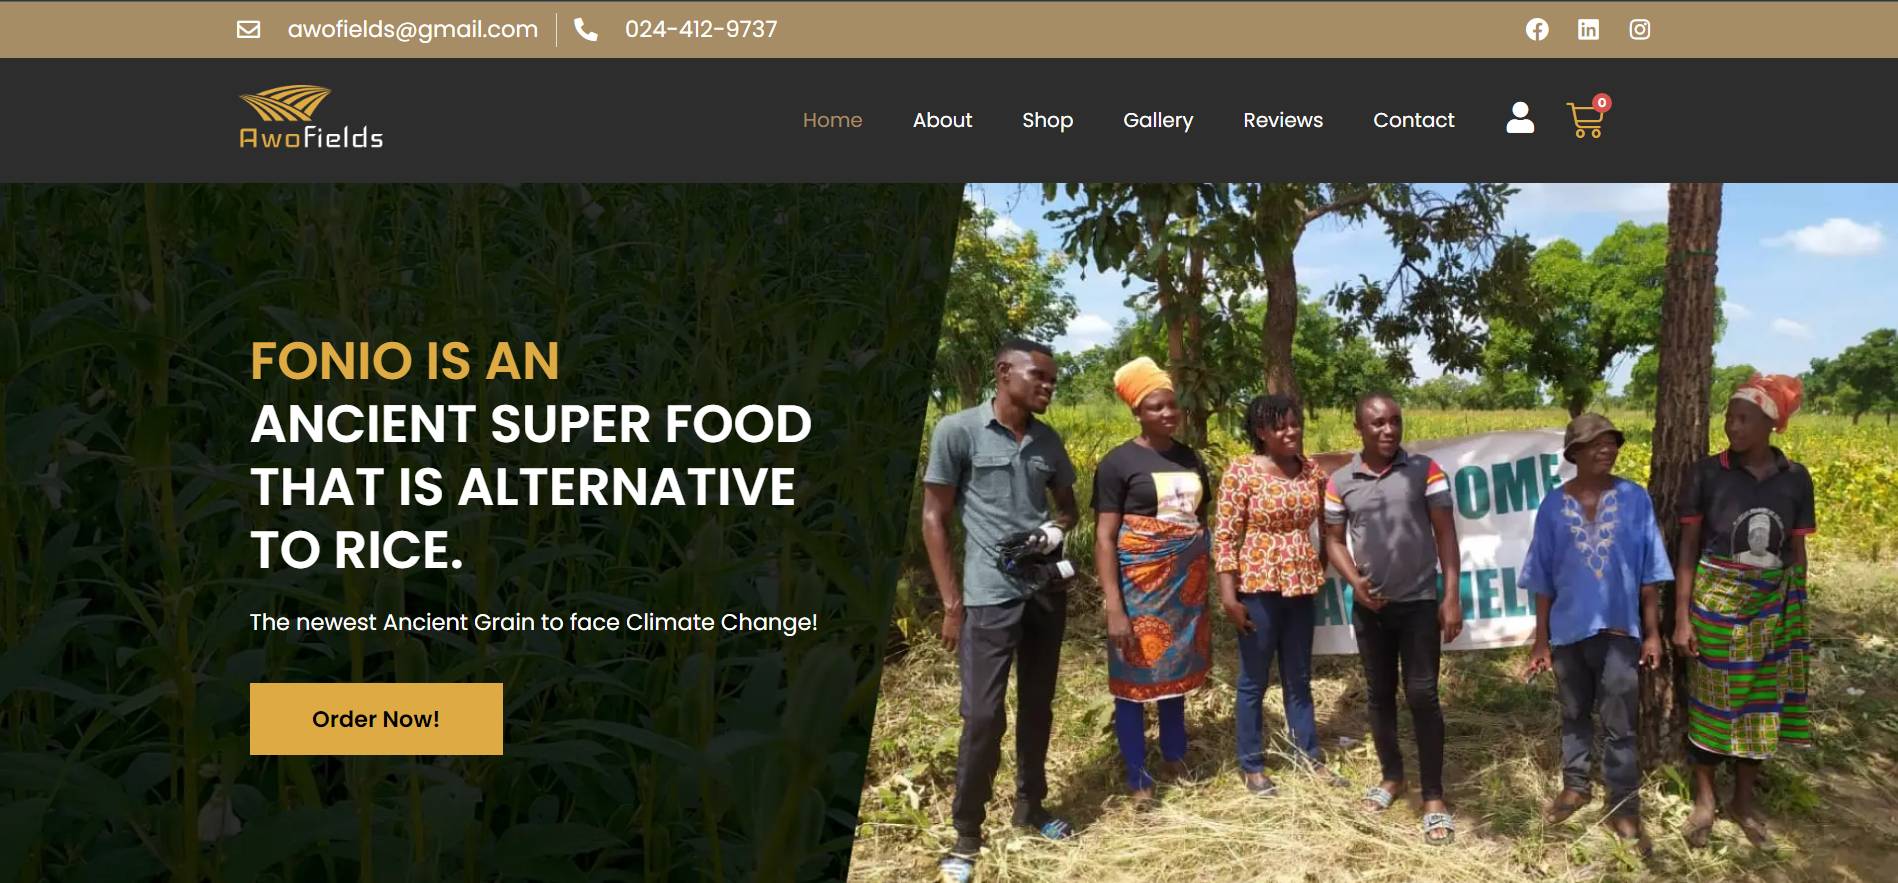 awofields@gmail.com
024-412-9737
AwoFields
Home
About
Shop
Gallery
Reviews
Contact
0
FONIO IS AN
ANCIENT SUPER FOOD
THAT IS ALTERNATIVE
TO RICE.
The newest Ancient Grain to face Climate Change!
Order Now!
OME